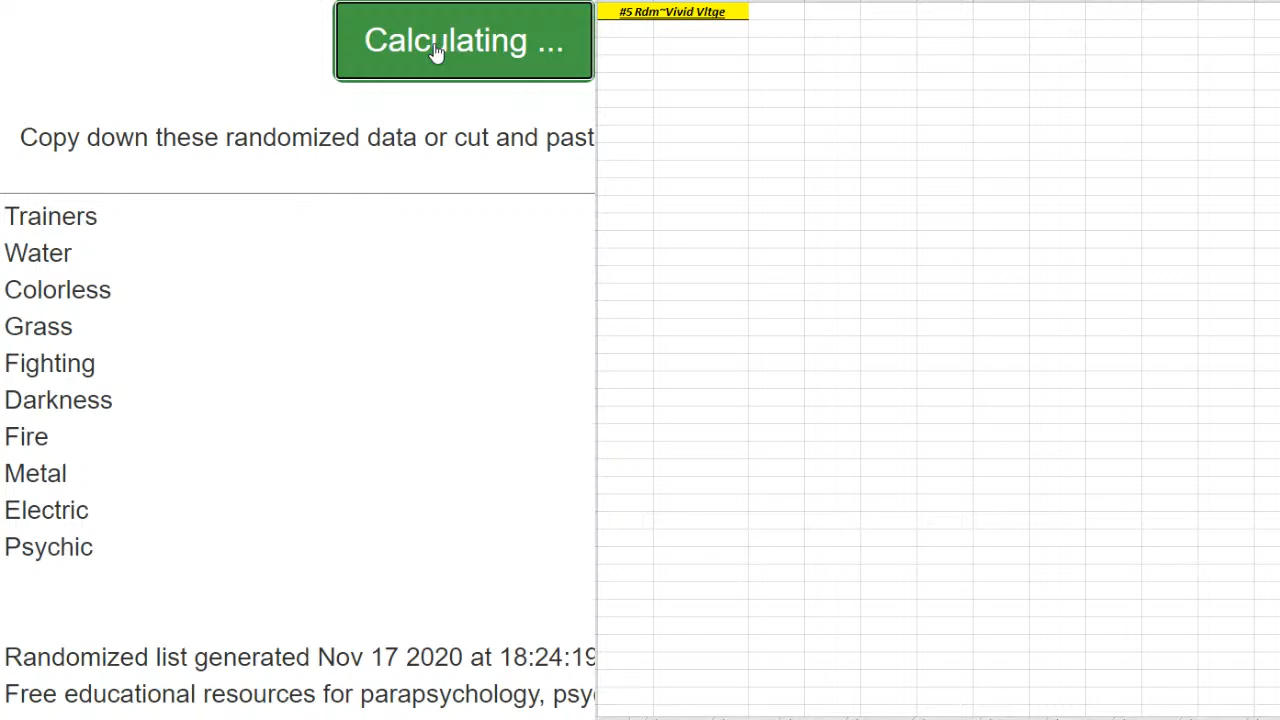 Calculating ...
#5 Rdm~Vivid Vltge
Copy down these randomized data or cut and past
Trainers
Water
Colorless
Grass
Fighting
Darkness
Fire
Metal
Electric
Psychic
Randomized list generated Nov 17 2020 at 18:24:19
Free educational resources for parapsychology, psy